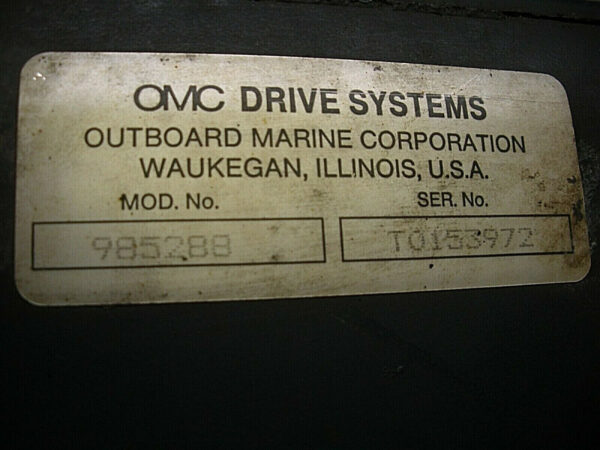 OMC DRIVE SYSTEMS
OUTBOARD MARINE CORPORATION
WAUKEGAN, ILLINOIS, U.S.A.
MOD. No. SER. No.
985288 T0153972